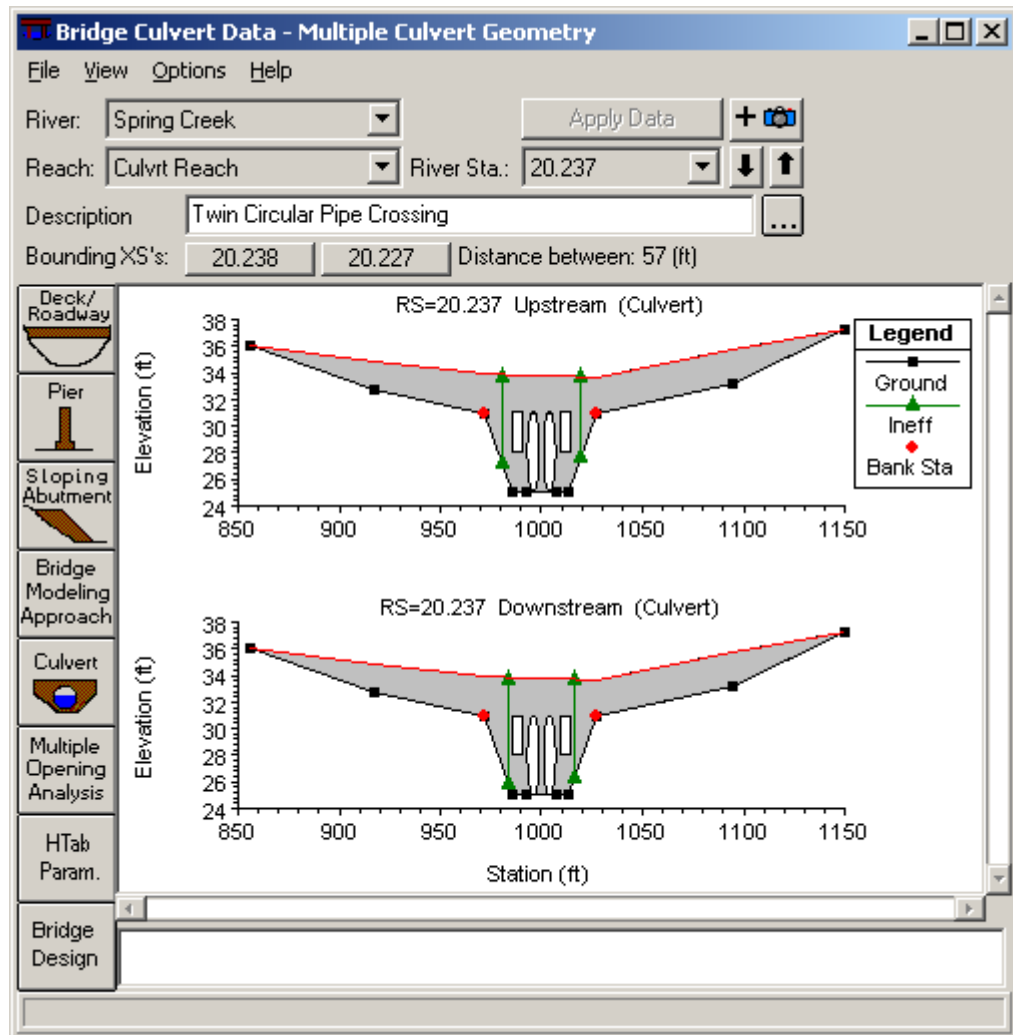 Bridge Culvert Data - Multiple Culvert Geometry
File View Options Help
River: Spring Creek Apply Data +
Reach: Culvrt Reach River Sta.: 20.237
Description Twin Circular Pipe Crossing ...
Bounding XS's: 20.238 20.227 Distance between: 57 (ft)
Deck/
Roadway
Pier
Sloping
Abutment
Bridge
Modeling
Approach
Culvert
Multiple
Opening
Analysis
HTab
Param.
Bridge
Design
RS=20.237 Upstream (Culvert)
Elevation (ft)
38
36
34
32
30
28
26
24
850 900 950 1000 1050 1100 1150
Legend
Ground
Ineff
Bank Sta
RS=20.237 Downstream (Culvert)
Elevation (ft)
38
36
34
32
30
28
26
24
850 900 950 1000 1050 1100 1150
Station (ft)